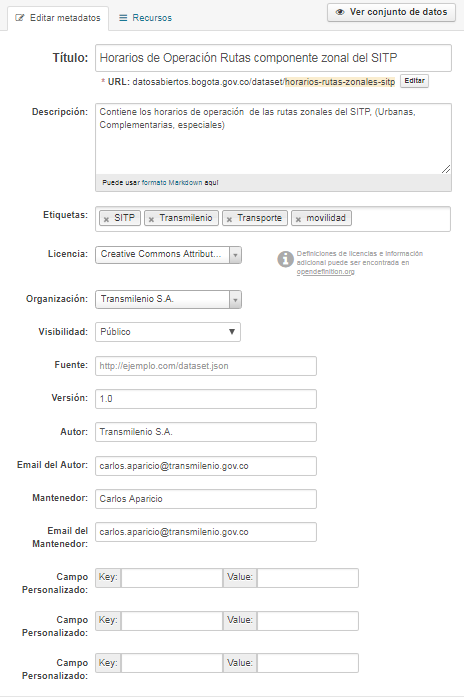 Editar metadatos
Recursos
Ver conjunto de datos
Título: Horarios de Operación Rutas componente zonal del SITP
* URL: datosabiertos.bogota.gov.co/dataset/horarios-rutas-zonales-sitp Editar
Descripción: Contiene los horarios de operación de las rutas zonales del SITP, (Urbanas,
Complementarias, especiales)
Puede usar formato Markdown aquí
Etiquetas: × SITP × Transmilenio × Transporte × movilidad
Licencia: Creative Commons Attribut...
Definiciones de licencias e información
adicional puede ser encontrada en
opendefinition.org
Organización: Transmilenio S.A.
Visibilidad: Público
Fuente: http://ejemplo.com/dataset.json
Versión: 1.0
Autor: Transmilenio S.A.
Email del Autor: carlos.aparicio@transmilenio.gov.co
Mantenedor: Carlos Aparicio
Email del
Mantenedor: carlos.aparicio@transmilenio.gov.co
Campo
Personalizado: Key: Value:
Campo
Personalizado: Key: Value:
Campo
Personalizado: Key: Value: